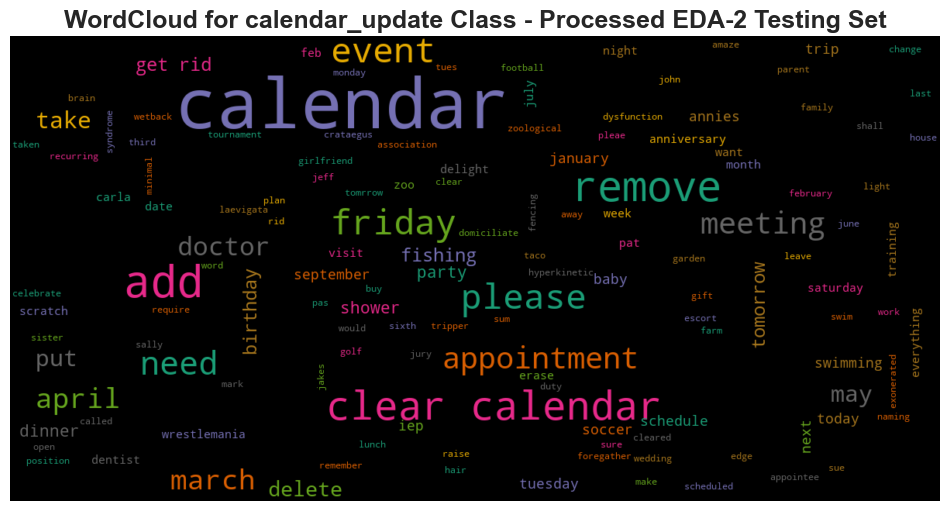 WordCloud for calendar_update Class - Processed EDA-2 Testing Set
event
night
amaze
trip
change
get rid
feb
monday
tues
football
july
john
parent
last
calendar
brain
take
wetback
syndrome
taken
tournament
third
crataegus
association
zoological
dysfunction
annies
family
shall
house
pleae
anniversary
want
month
recurring
minimal
girlfriend
jeff
tomrrow
delight
clear
zoo
january
remove
february
light
carla
date
laevigata
plan
rid
friday
domiciliate
fencing
away
week
meeting
june
training
doctor
word
visit
fishing
pat
taco
garden
leave
add
birthday
september
party
hyperkinetic
baby
tomorrow
saturday
celebrate
scratch
require
pas
buy
shower
please
gift
escort
farm
swim
work
everything
sister
sally
would
sixth
tripper
sum
put
need
mark
golf
jury
jakes
appointment
erase
duty
swimming
exonerated
april
clear calendar
may
called
iep
soccer
schedule
today
naming
next
dinner
open
position
wrestlemania
lunch
sure
cleared
dentist
remember
raise
hair
foregather
wedding
edge
sue
march
delete
tuesday
make
scheduled
appointee